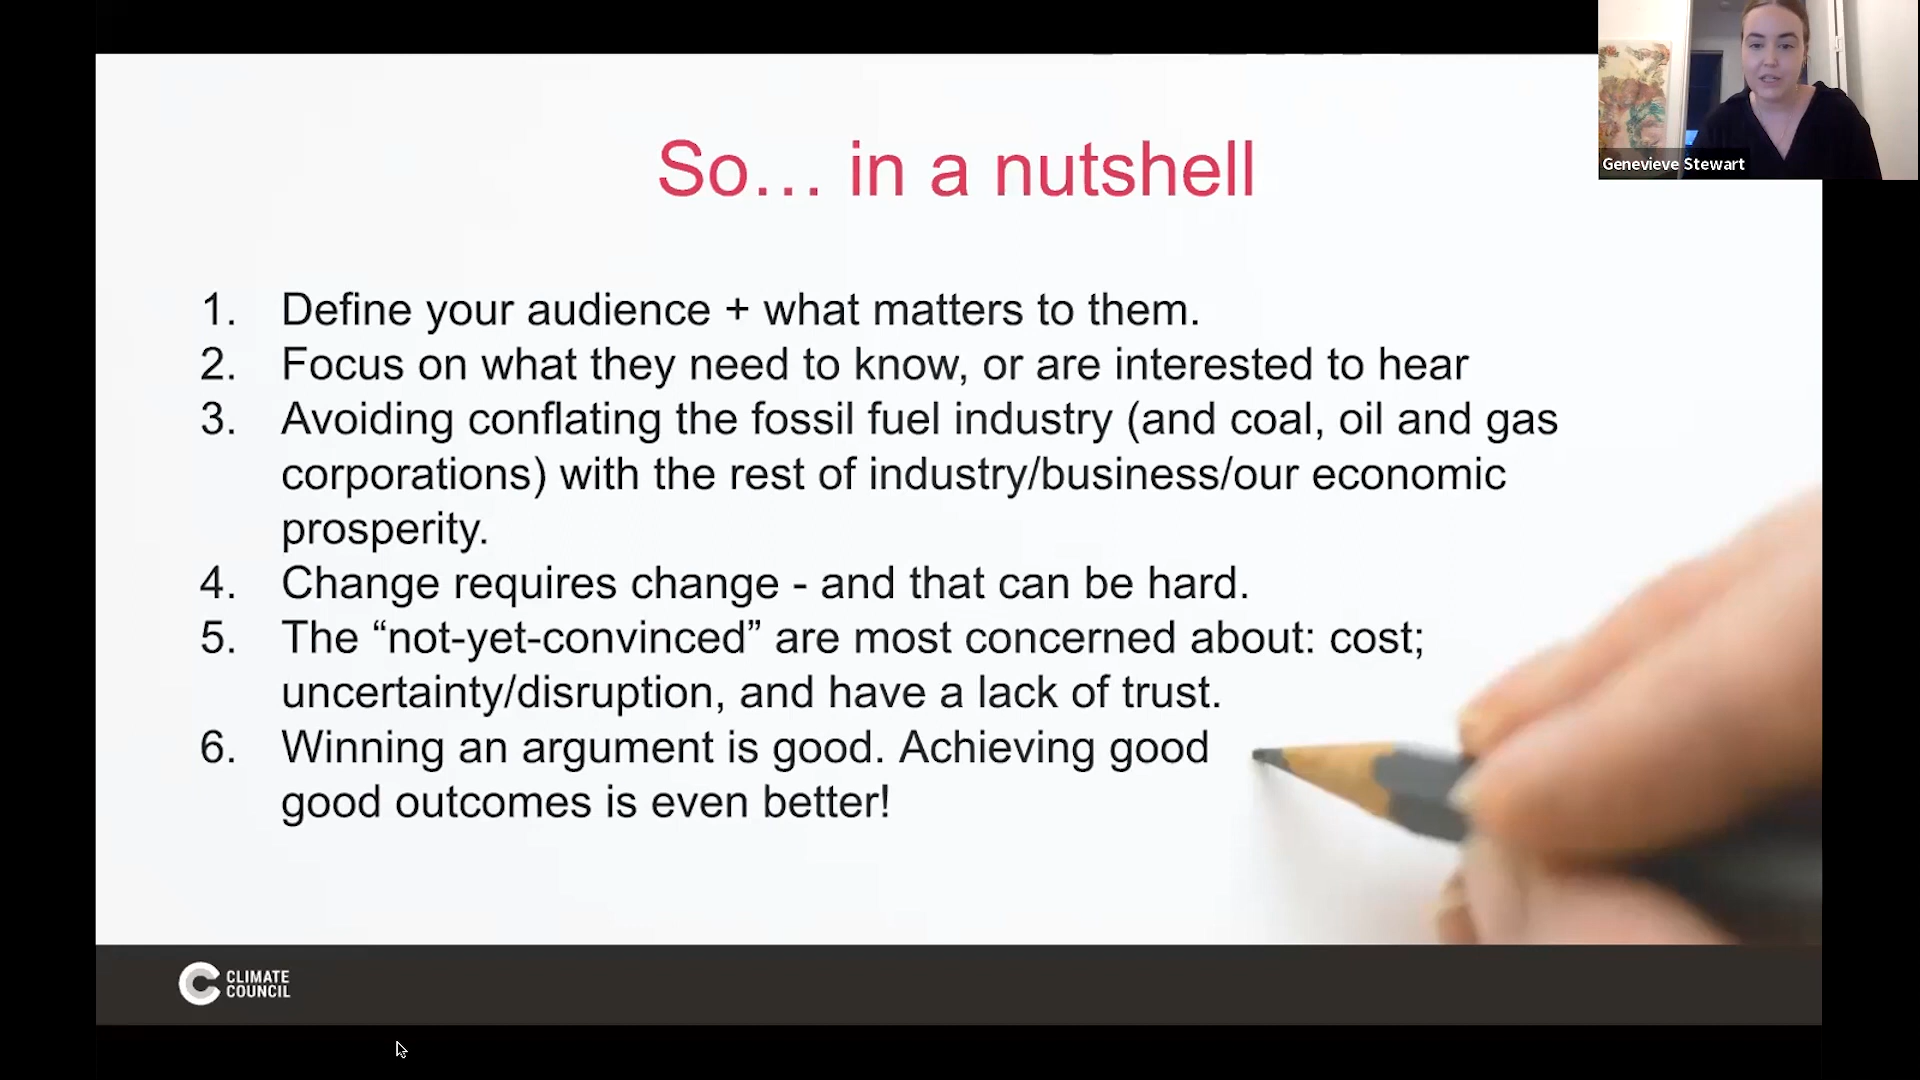 So… in a nutshell
Genevieve Stewart
1. Define your audience + what matters to them.
2. Focus on what they need to know, or are interested to hear
3. Avoiding conflating the fossil fuel industry (and coal, oil and gas
corporations) with the rest of industry/business/our economic
prosperity.
4. Change requires change - and that can be hard.
5. The “not-yet-convinced” are most concerned about: cost;
uncertainty/disruption, and have a lack of trust.
6. Winning an argument is good. Achieving good
good outcomes is even better!
CLIMATE
COUNCIL